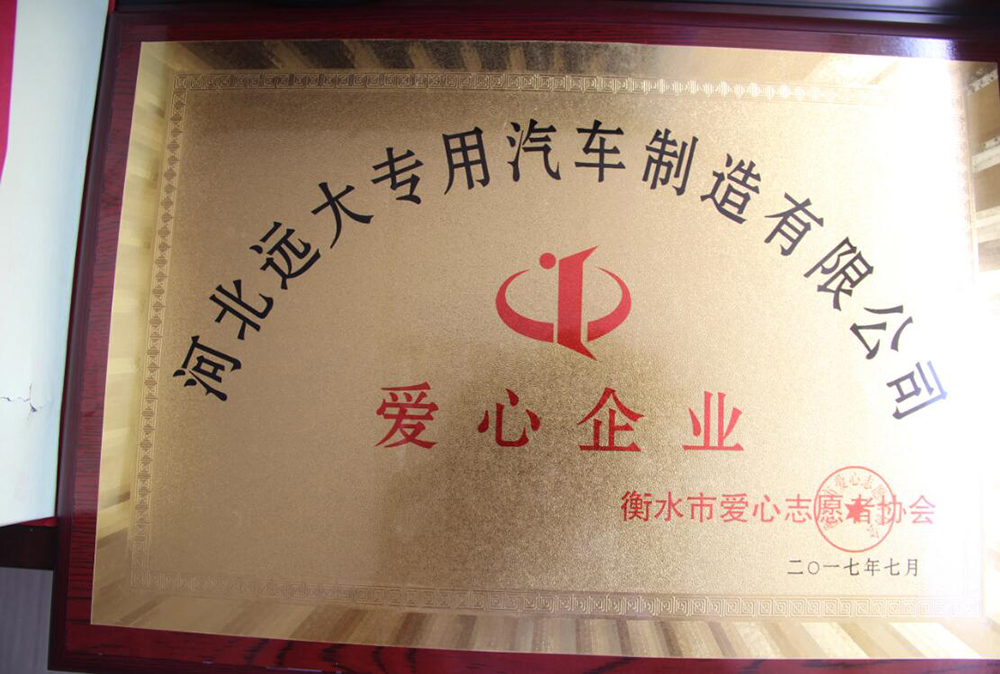 河北远大专用汽车制造有限公司
爱心企业
衡水市爱心志愿者协会
二〇一七年七月